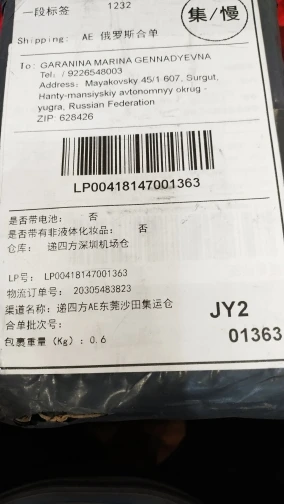 一段标签 1232
集/慢
Shipping: AE 俄罗斯合单
To: GARANINA MARINA GENNADYEVNA
Tel: /9226548003
Address: Mayakovsky 45/1 607, Surgut,
Hanty-mansiyskiy avtonomnyy okrug -
yugra, Russian Federation
ZIP: 628426
LP00418147001363
是否带电池: 否
是否带有非液体化妆品: 否
仓库: 递四方深圳机场仓
LP号: LP00418147001363
物流订单号: 20305483823
渠道名称: 递四方AE东莞沙田集运仓
合单批次号:
包裹重量(Kg): 0.6
JY2
01363